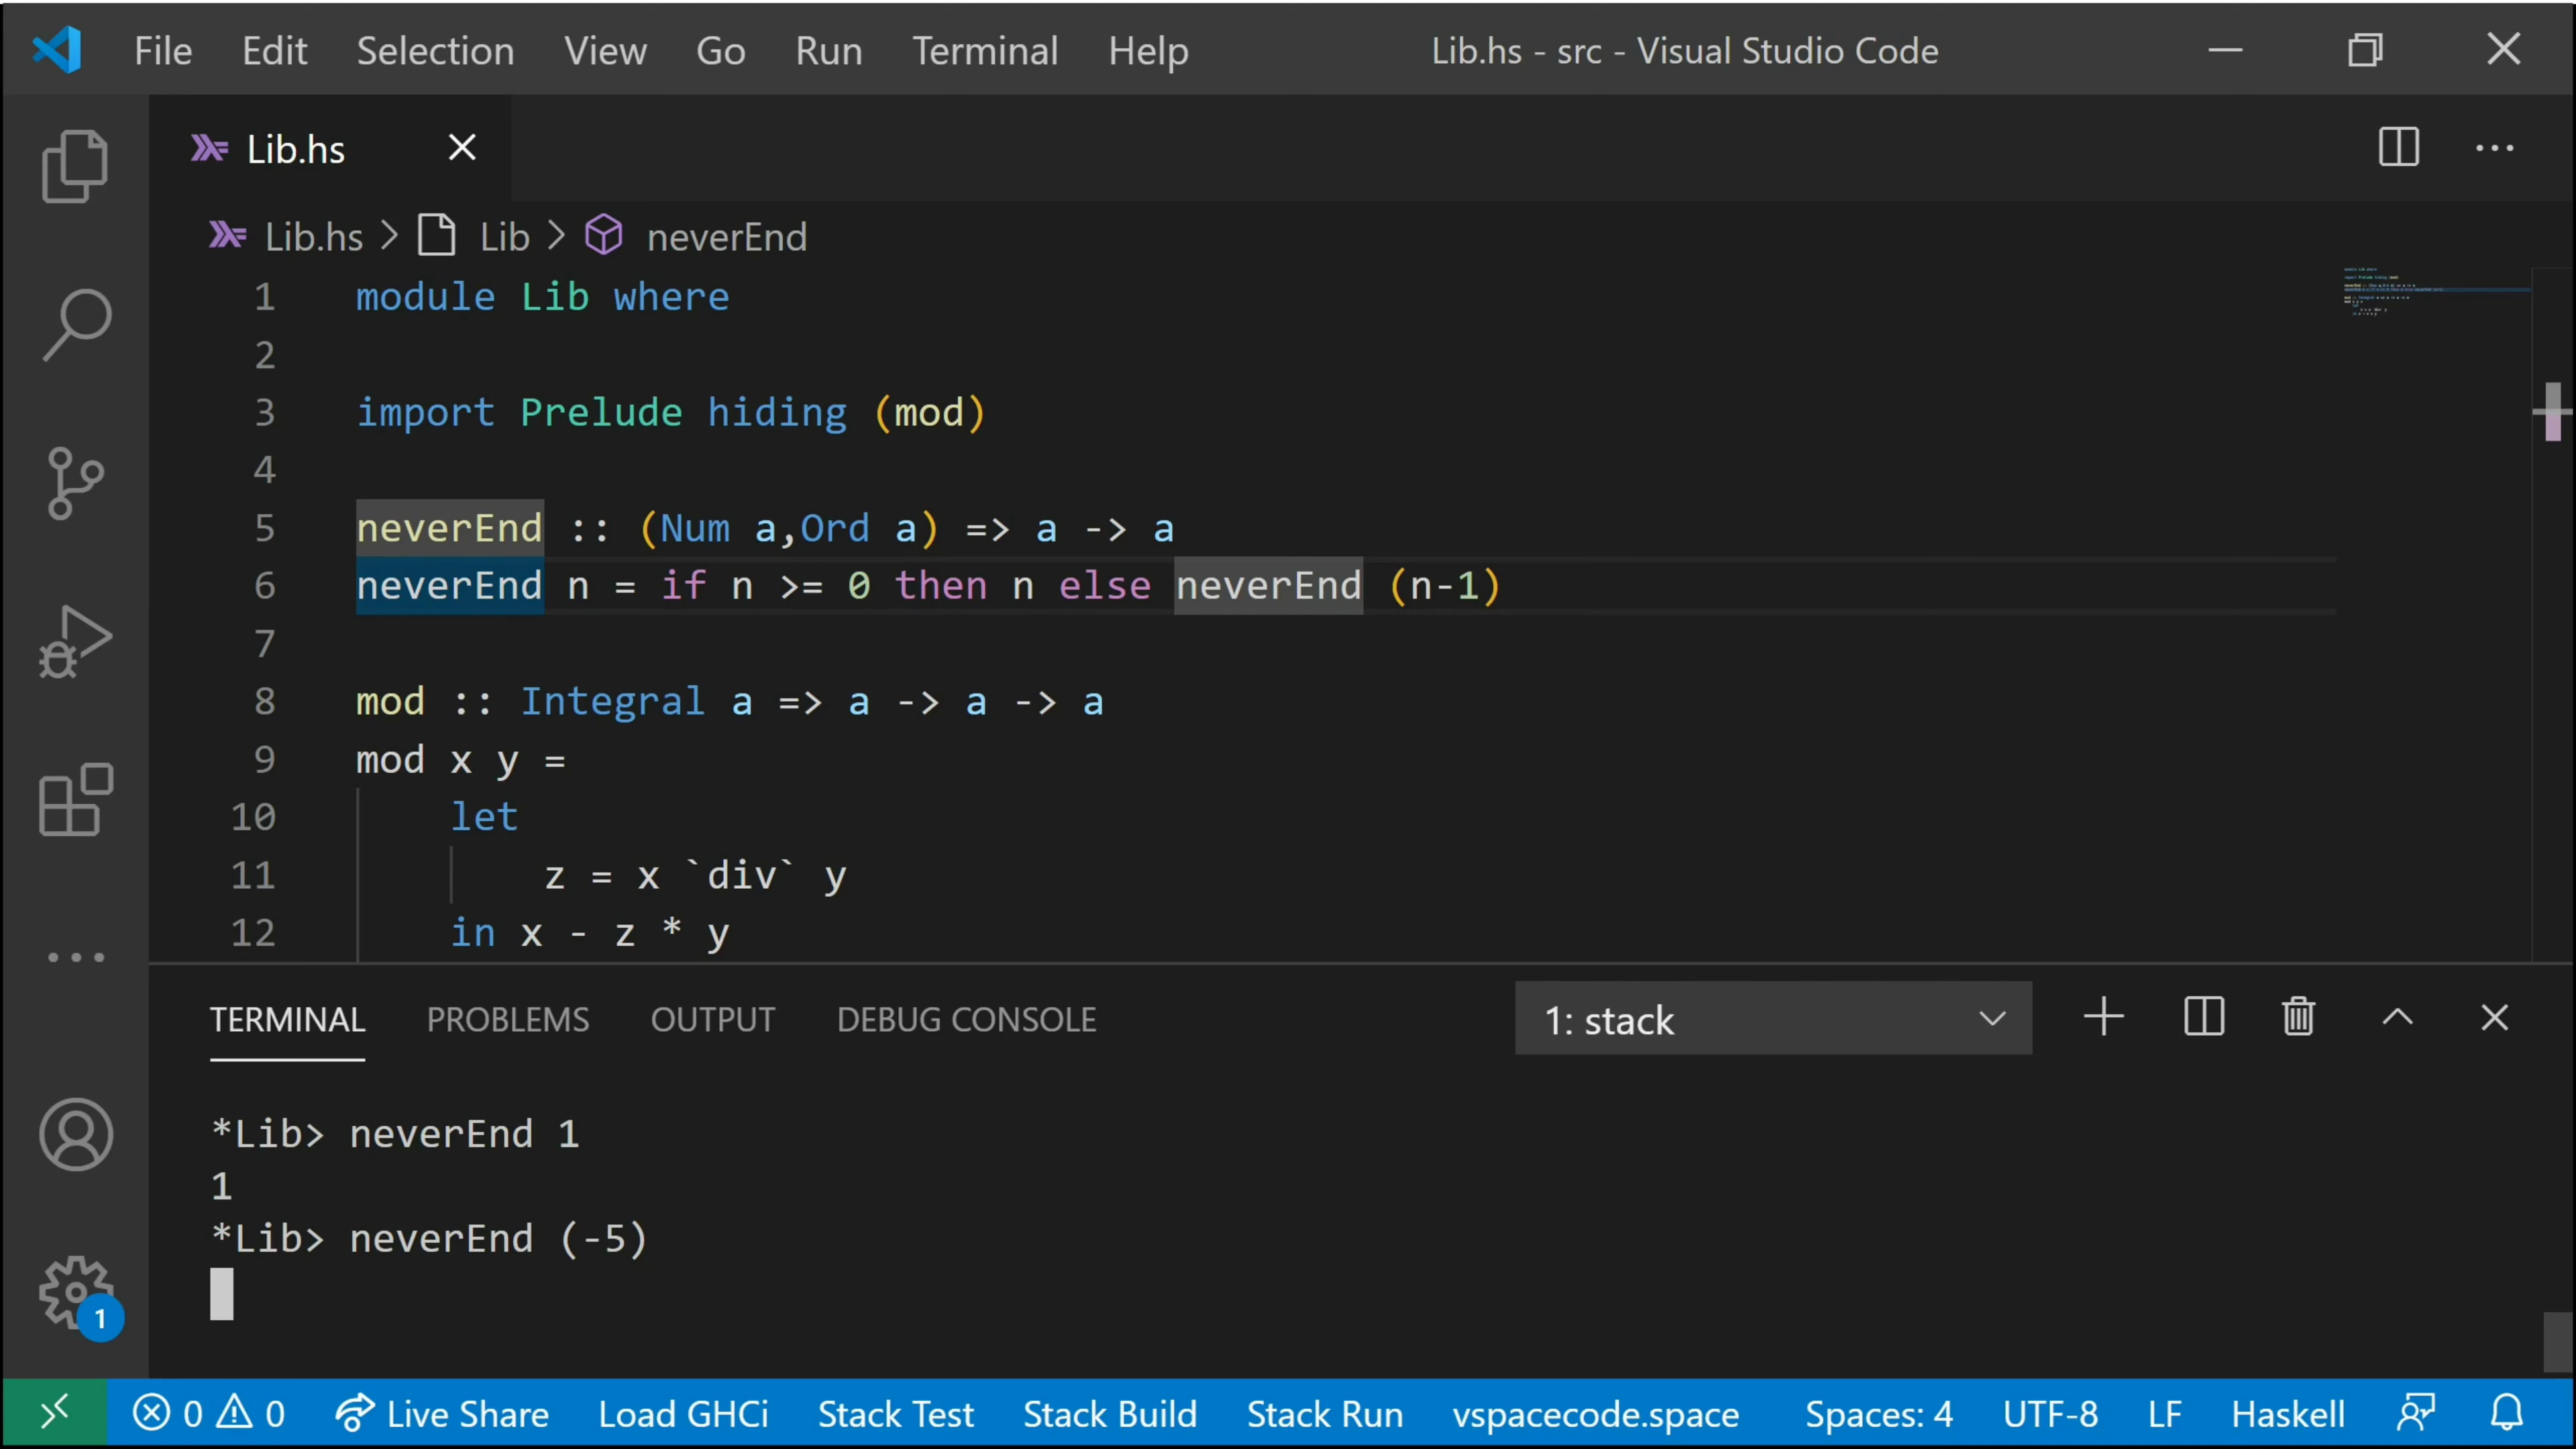 File Edit Selection View Go Run Terminal Help Lib.hs - src - Visual Studio Code
Lib.hs
Lib.hs > Lib > neverEnd
1 module Lib where
2
3 import Prelude hiding (mod)
4
5 neverEnd :: (Num a,Ord a) => a -> a
6 neverEnd n = if n >= 0 then n else neverEnd (n-1)
7
8 mod :: Integral a => a -> a -> a
9 mod x y =
10 let
11 z = x `div` y
12 in x - z * y
TERMINAL PROBLEMS OUTPUT DEBUG CONSOLE 1: stack
*Lib> neverEnd 1
1
*Lib> neverEnd (-5)
1
0 0 Live Share Load GHCi Stack Test Stack Build Stack Run vspacecode.space Spaces: 4 UTF-8 LF Haskell